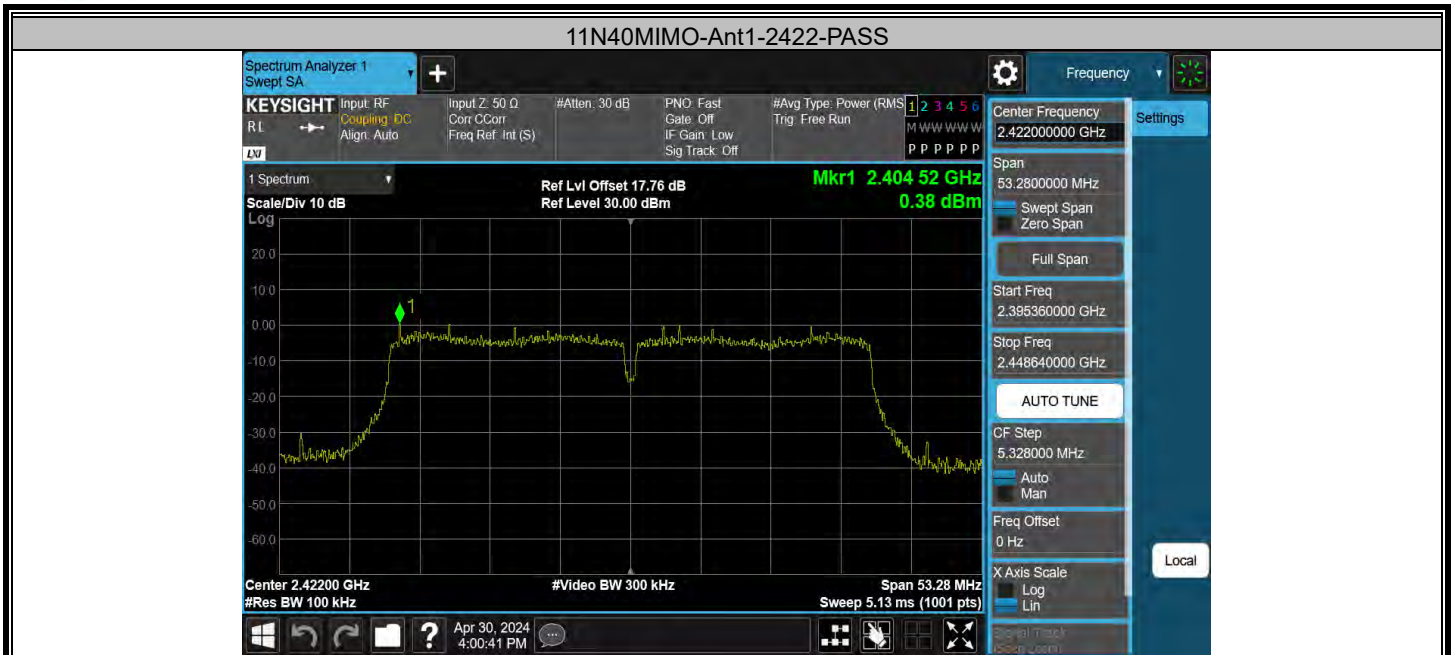 11N40MIMO-Ant1-2422-PASS
Spectrum Analyzer 1
Swept SA
Frequency
KEYSIGHT
RL
LXI
Input: RF
Coupling: DC
Align: Auto
Input Z: 50 Ω
Corr CCorr
Freq Ref: Int (S)
#Atten: 30 dB
PNO: Fast
Gate: Off
IF Gain: Low
Sig Track: Off
#Avg Type: Power (RMS
Trig: Free Run
1 2 3 4 5 6
M W W W W W
P P P P P P
Center Frequency
2.422000000 GHz
Settings
Span
53.2800000 MHz
Swept Span
Zero Span
Full Span
Start Freq
2.395360000 GHz
Stop Freq
2.448640000 GHz
AUTO TUNE
CF Step
5.328000 MHz
Auto
Man
Freq Offset
0 Hz
X Axis Scale
Log
Lin
Local
1 Spectrum
Scale/Div 10 dB
Ref Lvl Offset 17.76 dB
Ref Level 30.00 dBm
Mkr1 2.404 52 GHz
0.38 dBm
Log
20.0
10.0
0.00
-10.0
-20.0
-30.0
-40.0
-50.0
-60.0
1
Center 2.42200 GHz
#Res BW 100 kHz
#Video BW 300 kHz
Span 53.28 MHz
Sweep 5.13 ms (1001 pts)
Apr 30, 2024
4:00:41 PM